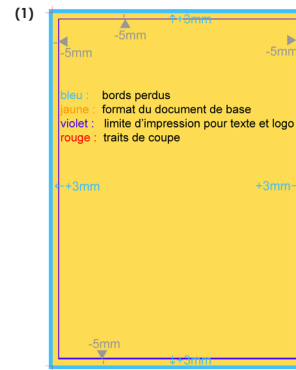 (1)
↑+3mm
-5mm
-5mm
-5mm
bleu : bords perdus
jaune : format du document de base
violet : limite d'impression pour texte et logo
rouge : traits de coupe
←+3mm
+3mm
-5mm
↓+3mm